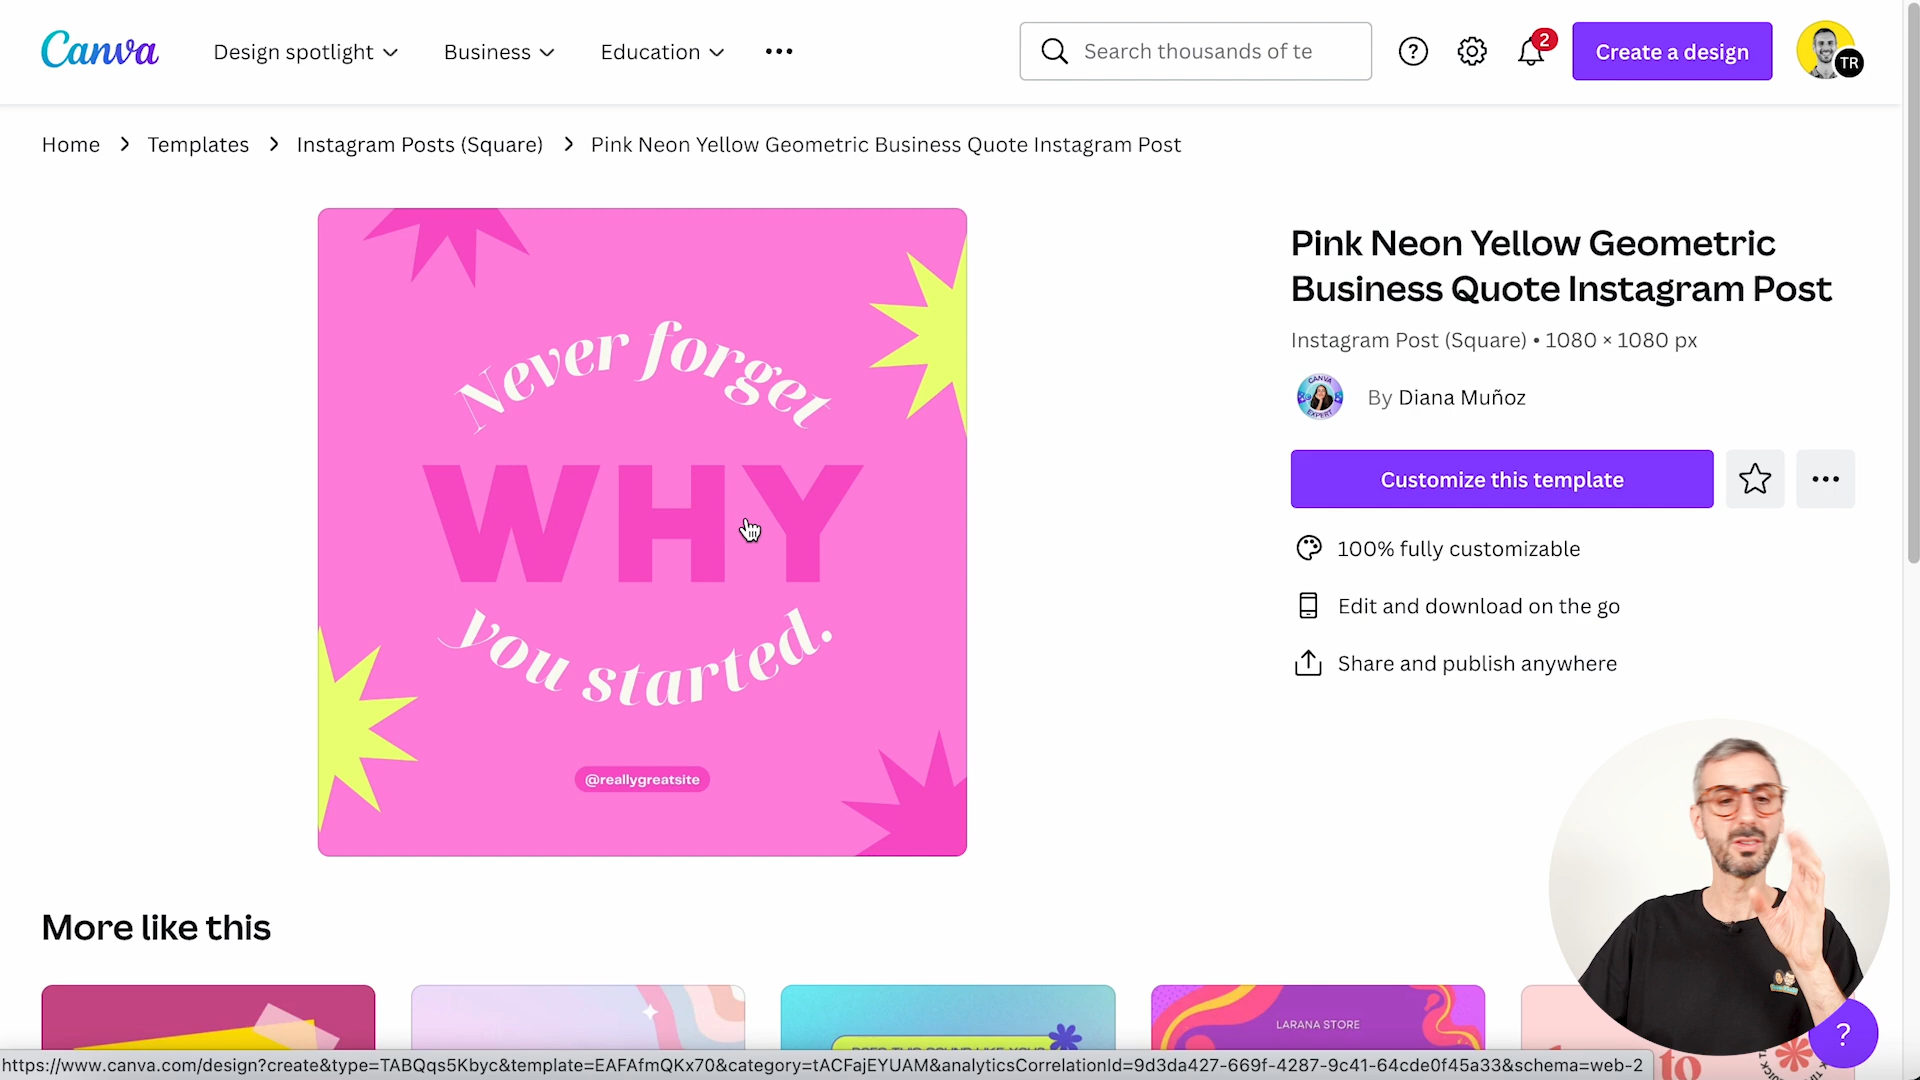 Canva
Design spotlight
Business
Education
Search thousands of te
2
Create a design
TR
Home
Templates
Instagram Posts (Square)
Pink Neon Yellow Geometric Business Quote Instagram Post
Never forget
WHY
you started.
@reallygreatsite
Pink Neon Yellow Geometric
Business Quote Instagram Post
Instagram Post (Square) • 1080 × 1080 px
CANVA
EXPERT
By Diana Muñoz
Customize this template
100% fully customizable
Edit and download on the go
Share and publish anywhere
More like this
LARANA STORE
to
?
https://www.canva.com/design?create&type=TABQqs5Kbyc&template=EAFAfmQKx70&category=tACFajEYUAM&analyticsCorrelationId=9d3da427-669f-4287-9c41-64cde0f45a33&schema=web-2